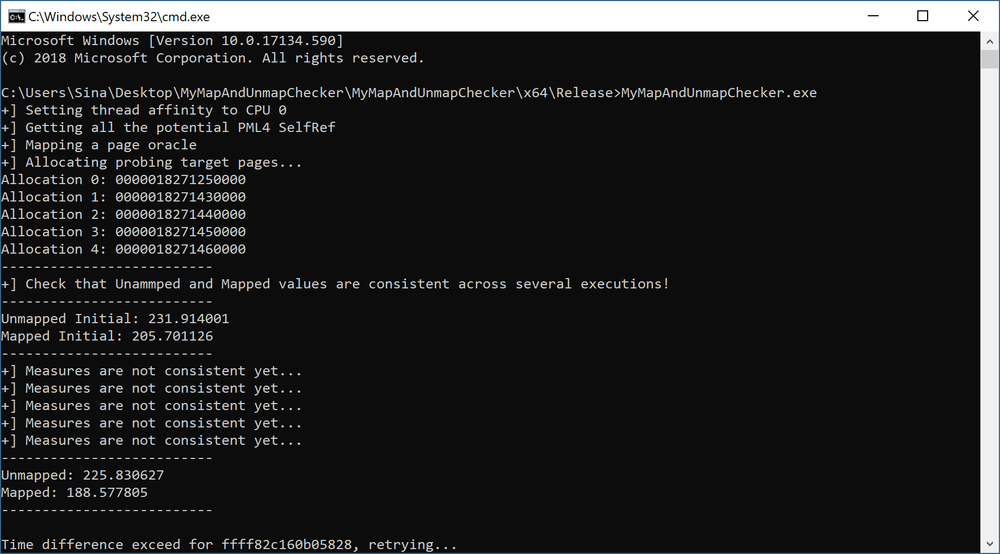 C:\Windows\System32\cmd.exe
Microsoft Windows [Version 10.0.17134.590]
(c) 2018 Microsoft Corporation. All rights reserved.
C:\Users\Sina\Desktop\MyMapAndUnmapChecker\MyMapAndUnmapChecker\x64\Release>MyMapAndUnmapChecker.exe
+] Setting thread affinity to CPU 0
+] Getting all the potential PML4 SelfRef
+] Mapping a page oracle
+] Allocating probing target pages...
Allocation 0: 0000018271250000
Allocation 1: 0000018271430000
Allocation 2: 0000018271440000
Allocation 3: 0000018271450000
Allocation 4: 0000018271460000
--------------------------
+] Check that Unammped and Mapped values are consistent across several executions!
--------------------------
Unmapped Initial: 231.914001
Mapped Initial: 205.701126
--------------------------
+] Measures are not consistent yet...
+] Measures are not consistent yet...
+] Measures are not consistent yet...
+] Measures are not consistent yet...
+] Measures are not consistent yet...
--------------------------
Unmapped: 225.830627
Mapped: 188.577805
--------------------------
Time difference exceed for ffff82c160b05828, retrying...